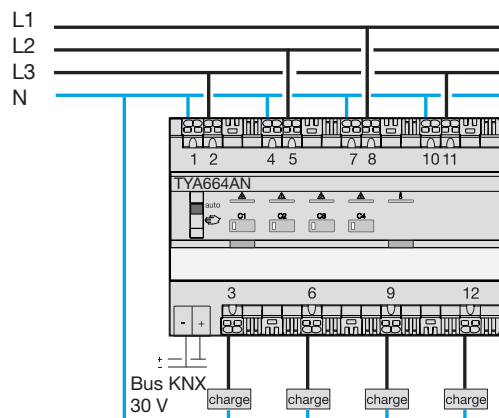 L1
L2
L3
N
1 2 4 5 7 8 10 11
TYA664AN
auto
C1 C2 C3 C4
3 6 9 12
- +
Bus KNX
30 V
charge charge charge charge